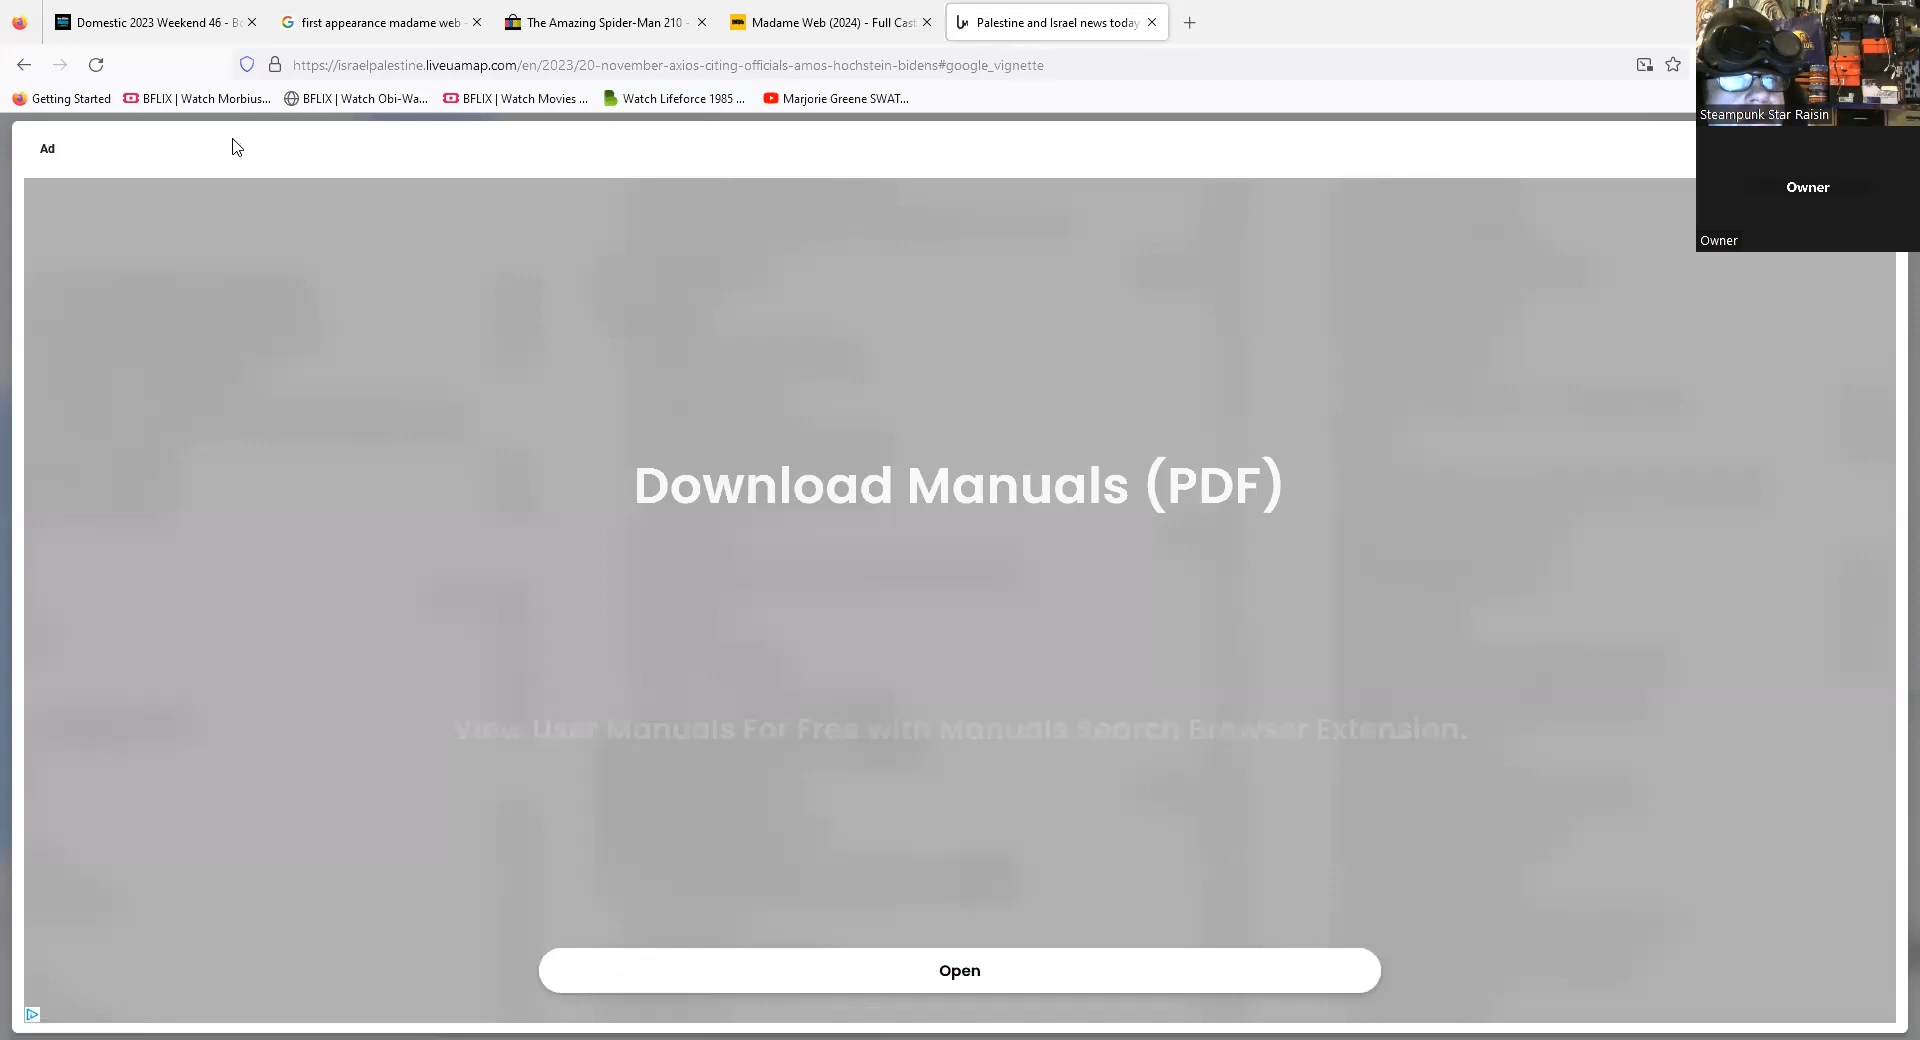 Domestic 2023 Weekend 46 - Bo
first appearance madame web -
The Amazing Spider-Man 210 -
Madame Web (2024) - Full Cast
Palestine and Israel news today
https://israelpalestine.liveuamap.com/en/2023/20-november-axios-citing-officials-amos-hochstein-bidens#google_vignette
Getting Started
BFLIX | Watch Morbius...
BFLIX | Watch Obi-Wa...
BFLIX | Watch Movies ...
Watch Lifeforce 1985 ...
Marjorie Greene SWAT...
Steampunk Star Raisin
Ad
Owner
Owner
Download Manuals (PDF)
View User Manuals For Free with Manuals Search Browser Extension.
Open